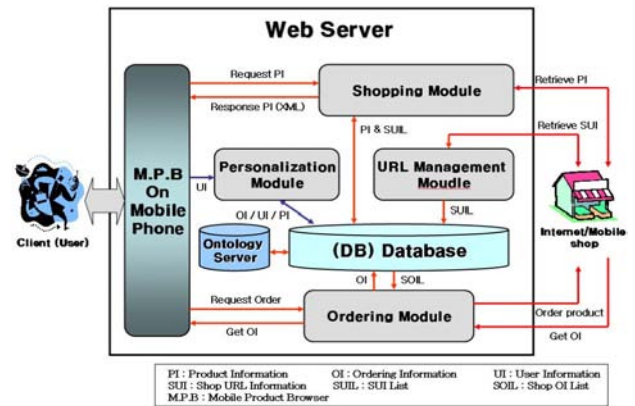 Web Server
Request PI
Response PI (XML)
Shopping Module
Retrieve PI
PI & SUIL
Retrieve SUI
M.P.B
On
Mobile
Phone
UI
Personalization
Module
URL Management
Moudle
Client (User)
OI / UI / PI
SUIL
Internet/Mobile
shop
Ontology
Server
(DB) Database
OI
SOIL
Request Order
Get OI
Ordering Module
Order product
Get OI
PI : Product Information OI : Ordering Information UI : User Information
SUI : Shop URL Information SUIL : SUI List SOIL : Shop OI List
M.P.B : Mobile Product Browser